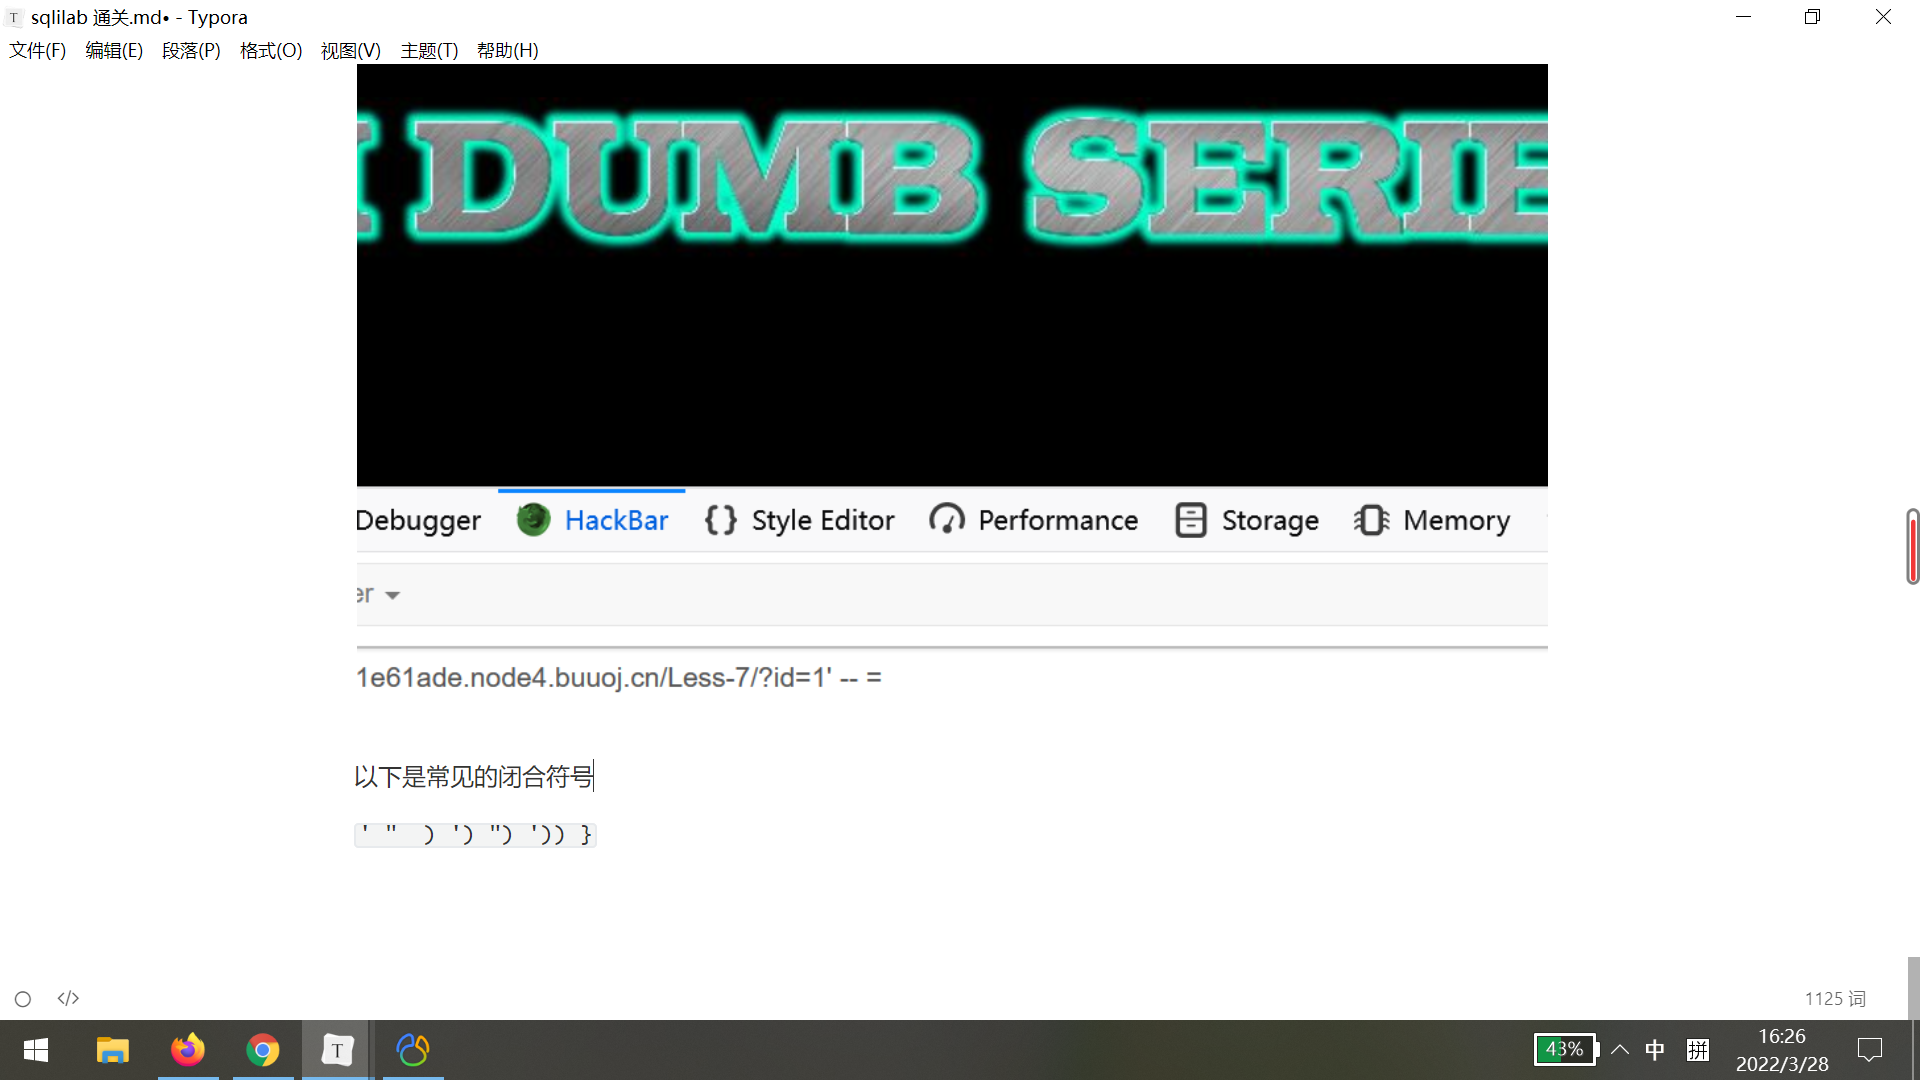 sqlilab 通关.md• - Typora
文件(F) 编辑(E) 段落(P) 格式(O) 视图(V) 主题(T) 帮助(H)
I DUMB SERIE
Debugger HackBar {} Style Editor Performance Storage Memory
er
1e61ade.node4.buuoj.cn/Less-7/?id=1' -- =
以下是常见的闭合符号
' "  ) ') ") ')) }
</> 1125 词
T 43% 中 拼 16:26
2022/3/28